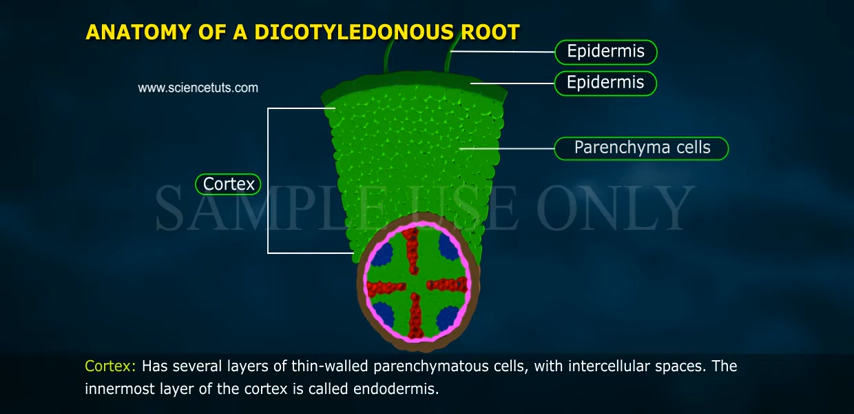 ANATOMY OF A DICOTYLEDONOUS ROOT
Epidermis
www.sciencetuts.com
Epidermis
Parenchyma cells
Cortex
SAMPLE USE ONLY
Cortex: Has several layers of thin-walled parenchymatous cells, with intercellular spaces. The
innermost layer of the cortex is called endodermis.